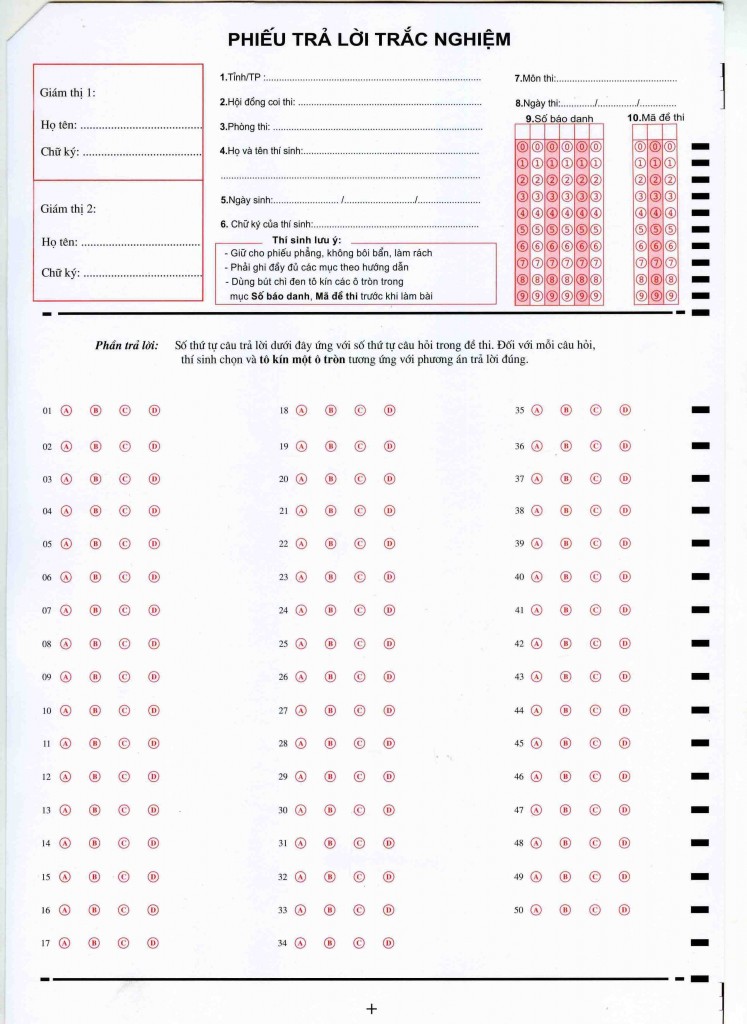 PHIẾU TRẢ LỜI TRẮC NGHIỆM
Giám thị 1:
Họ tên: ........................................
Chữ ký: ........................................
Giám thị 2:
Họ tên: ........................................
Chữ ký: ........................................
1.Tỉnh/TP :........................................
2.Hội đồng coi thi: ........................................
3.Phòng thi: ........................................
4.Họ và tên thí sinh:........................................
........................................
5.Ngày sinh:...................... /....................../......................
6. Chữ ký của thí sinh:........................................
Thí sinh lưu ý:
- Giữ cho phiếu phẳng, không bôi bẩn, làm rách
- Phải ghi đầy đủ các mục theo hướng dẫn
- Dùng bút chì đen tô kín các ô tròn trong
mục Số báo danh, Mã đề thi trước khi làm bài
7.Môn thi:........................................
8.Ngày thi:............/............../.............
9.Số báo danh 10.Mã đề thi
0 0 0 0 0 0 0 0 0
1 1 1 1 1 1 1 1 1
2 2 2 2 2 2 2 2 2
3 3 3 3 3 3 3 3 3
4 4 4 4 4 4 4 4 4
5 5 5 5 5 5 5 5 5
6 6 6 6 6 6 6 6 6
7 7 7 7 7 7 7 7 7
8 8 8 8 8 8 8 8 8
9 9 9 9 9 9 9 9 9
Phần trả lời: Số thứ tự câu trả lời dưới đây ứng với số thứ tự câu hỏi trong đề thi. Đối với mỗi câu hỏi,
thí sinh chọn và tô kín một ô tròn tương ứng với phương án trả lời đúng.
01 A B C D 18 A B C D 35 A B C D
02 A B C D 19 A B C D 36 A B C D
03 A B C D 20 A B C D 37 A B C D
04 A B C D 21 A B C D 38 A B C D
05 A B C D 22 A B C D 39 A B C D
06 A B C D 23 A B C D 40 A B C D
07 A B C D 24 A B C D 41 A B C D
08 A B C D 25 A B C D 42 A B C D
09 A B C D 26 A B C D 43 A B C D
10 A B C D 27 A B C D 44 A B C D
11 A B C D 28 A B C D 45 A B C D
12 A B C D 29 A B C D 46 A B C D
13 A B C D 30 A B C D 47 A B C D
14 A B C D 31 A B C D 48 A B C D
15 A B C D 32 A B C D 49 A B C D
16 A B C D 33 A B C D 50 A B C D
17 A B C D 34 A B C D